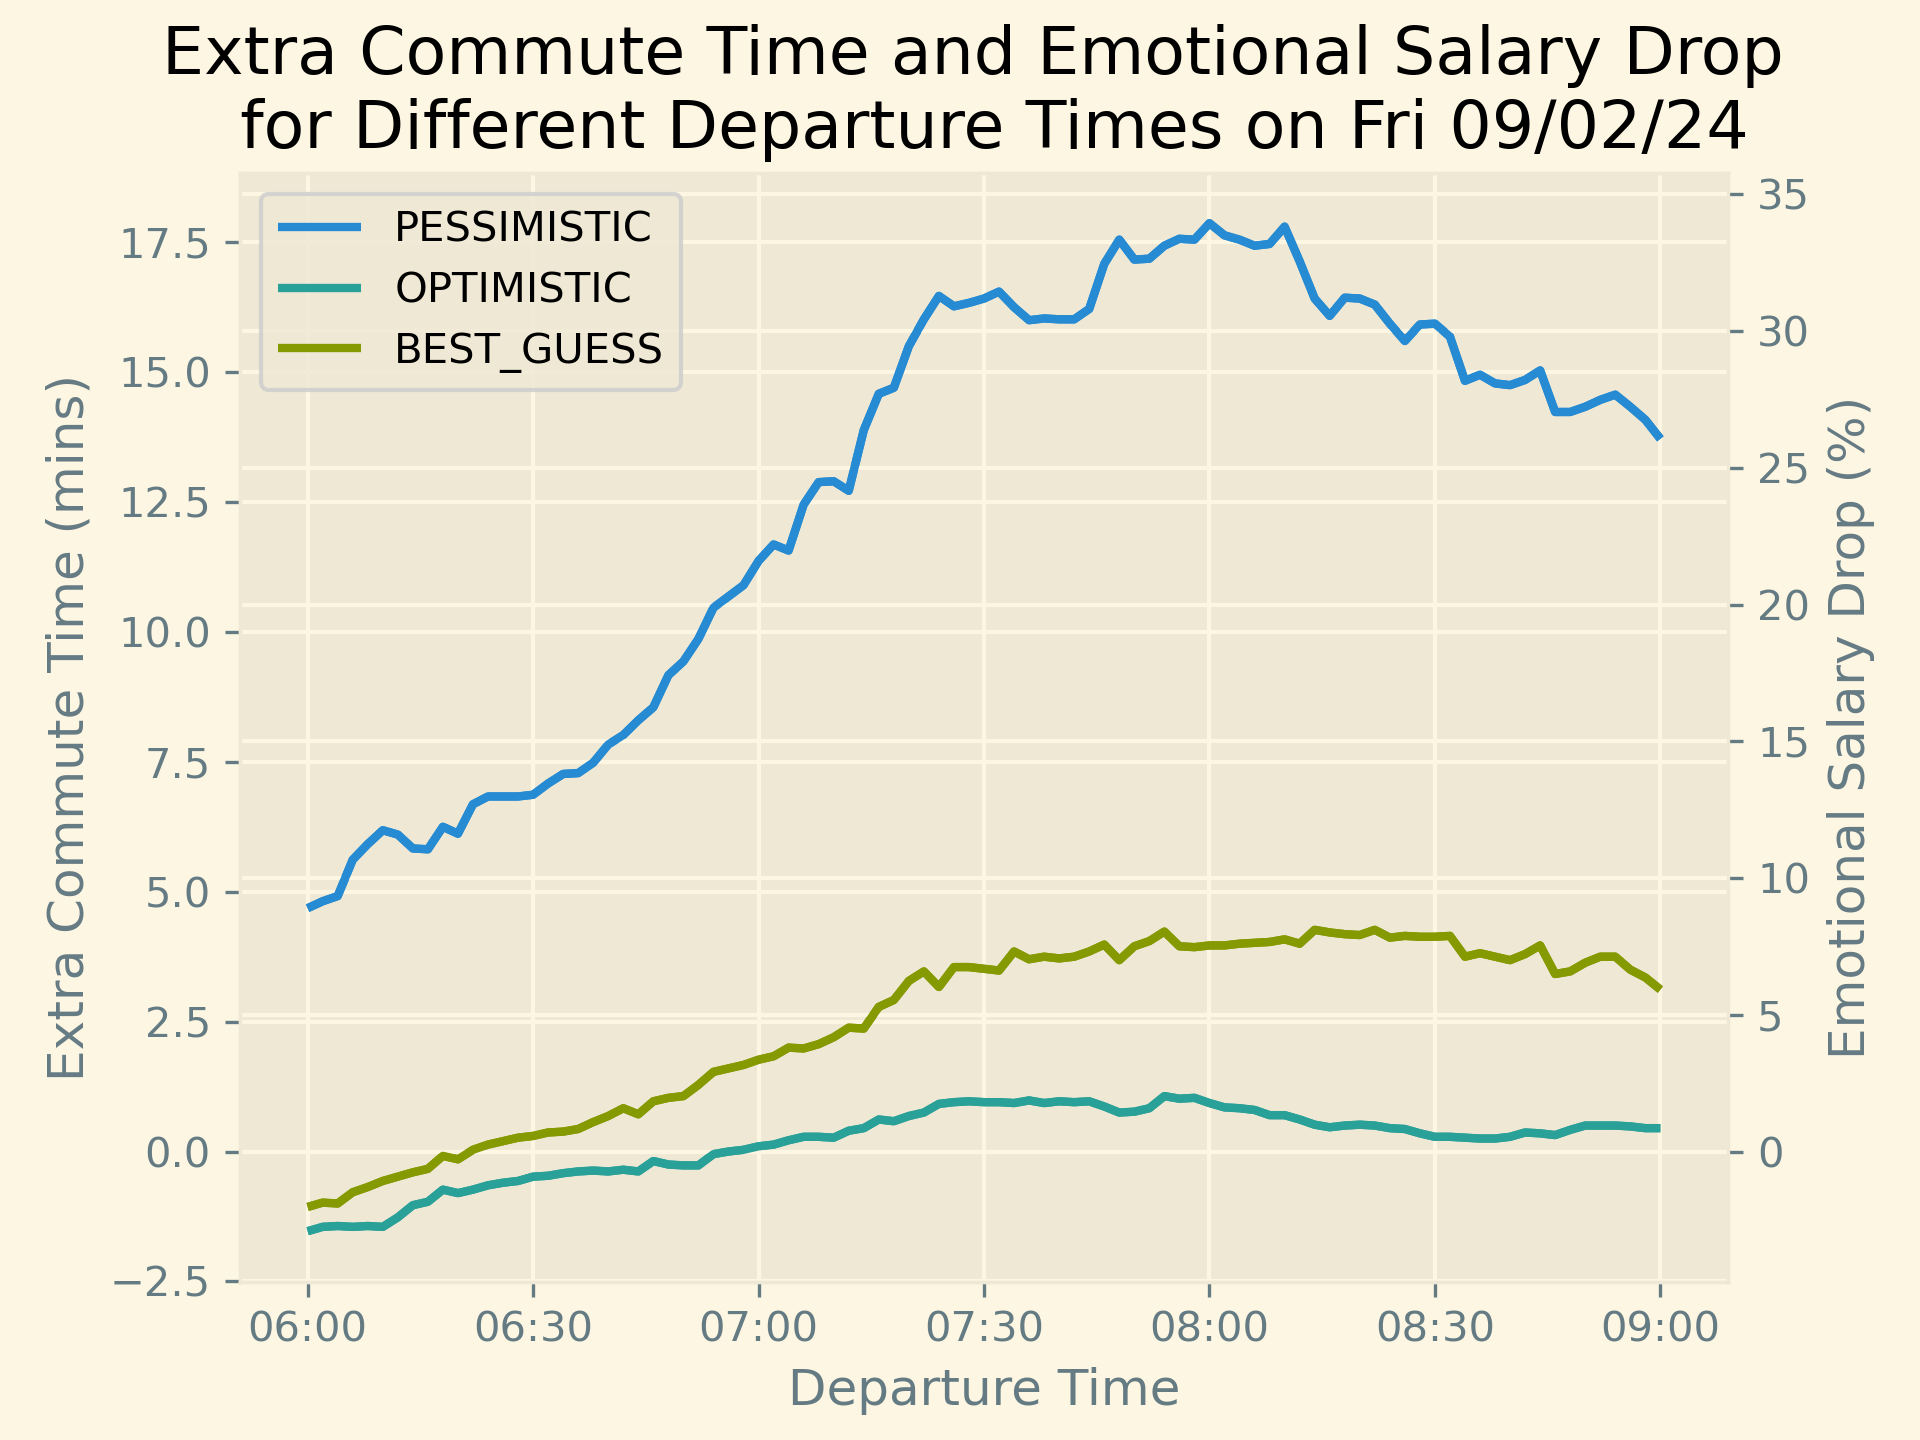 Extra Commute Time and Emotional Salary Drop
for Different Departure Times on Fri 09/02/24
PESSIMISTIC
OPTIMISTIC
BEST_GUESS
Extra Commute Time (mins)
17.5
15.0
12.5
10.0
7.5
5.0
2.5
0.0
−2.5
35
30
25
20
15
10
5
0
Emotional Salary Drop (%)
06:00 06:30 07:00 07:30 08:00 08:30 09:00
Departure Time